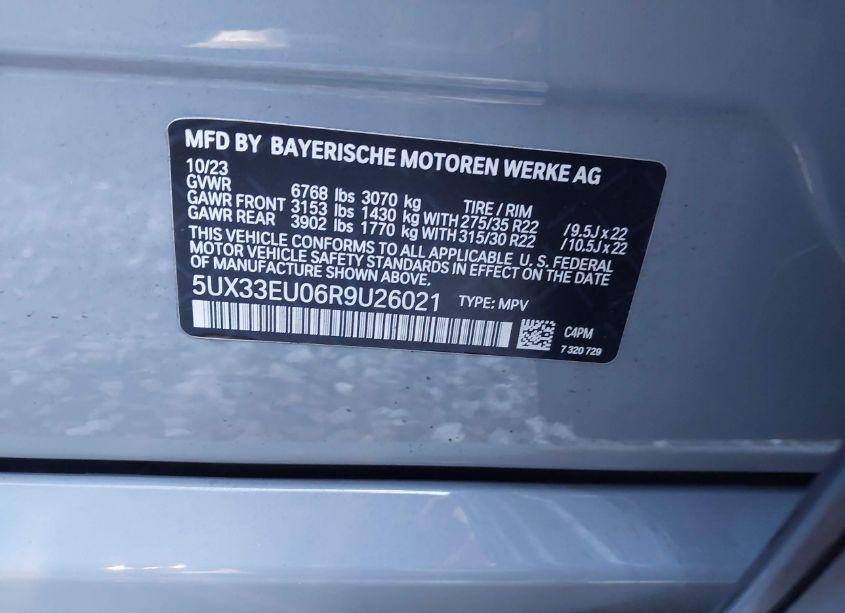 MFD BY BAYERISCHE MOTOREN WERKE AG
10/23
GVWR 6768 lbs 3070 kg TIRE / RIM
GAWR FRONT 3153 lbs 1430 kg WITH 275/35 R22 / 9.5J x 22
GAWR REAR 3902 lbs 1770 kg WITH 315/30 R22 / 10.5J x 22
THIS VEHICLE CONFORMS TO ALL APPLICABLE U. S. FEDERAL
MOTOR VEHICLE SAFETY STANDARDS IN EFFECT ON THE DATE
OF MANUFACTURE SHOWN ABOVE.
5UX33EU06R9U26021 TYPE: MPV
C4PM
7 320 729